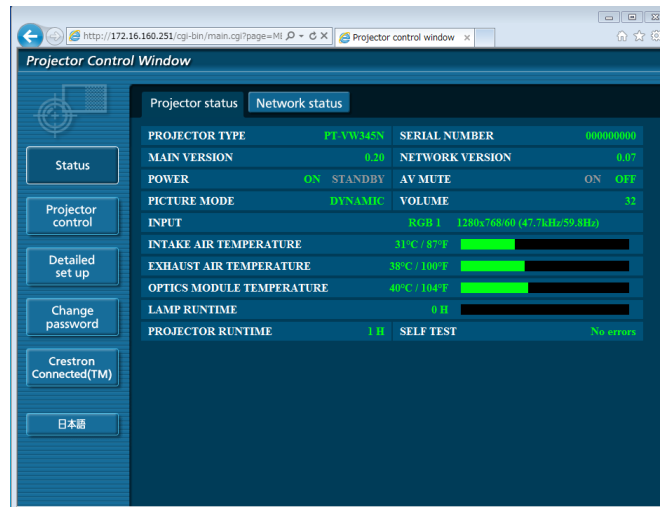 http://172.16.160.251/cgi-bin/main.cgi?page=M
Projector control window
Projector Control Window
Projector status Network status
PROJECTOR TYPE PT-VW345N SERIAL NUMBER 000000000
MAIN VERSION 0.20 NETWORK VERSION 0.07
POWER ON STANDBY AV MUTE ON OFF
PICTURE MODE DYNAMIC VOLUME 32
INPUT RGB 1 1280x768/60 (47.7kHz/59.8Hz)
INTAKE AIR TEMPERATURE 31°C / 87°F
EXHAUST AIR TEMPERATURE 38°C / 100°F
OPTICS MODULE TEMPERATURE 40°C / 104°F
LAMP RUNTIME 0 H
PROJECTOR RUNTIME 1 H SELF TEST No errors
Status
Projector
control
Detailed
set up
Change
password
Crestron
Connected(TM)
日本語